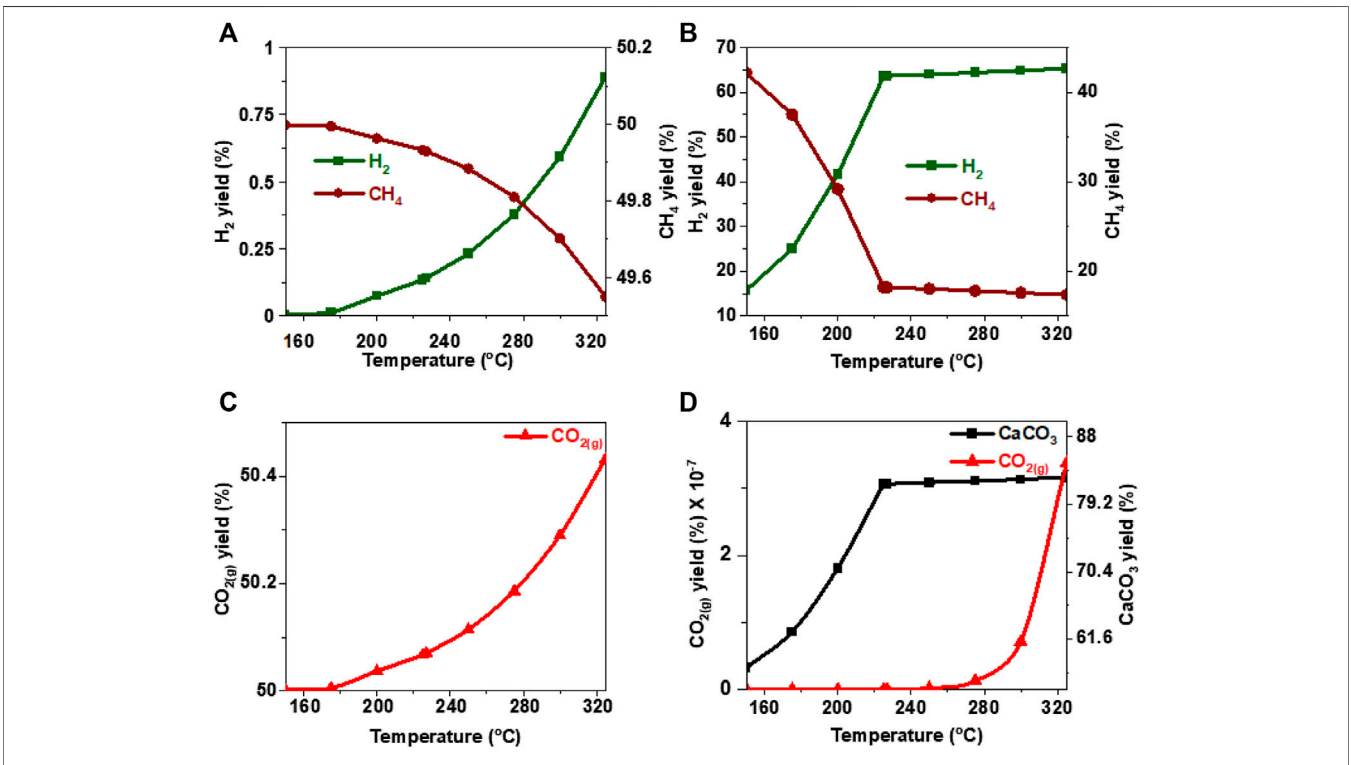 A
1
0.75
0.5
0.25
0
H₂ yield (%)
H₂
CH₄
50.2
50
49.8
49.6
CH₄ yield (%)
160 200 240 280 320
Temperature (ºC)
B
70
60
50
40
30
20
10
H₂ yield (%)
H₂
CH₄
40
30
20
CH₄ yield (%)
160 200 240 280 320
Temperature (ºC)
C
50.4
50.2
50
CO₂₍g₎ yield (%)
CO₂₍g₎
160 200 240 280 320
Temperature (ºC)
D
4
2
0
CO₂₍g₎ yield (%) X 10⁻⁷
CaCO₃
CO₂₍g₎
88
79.2
70.4
61.6
CaCO₃ yield (%)
160 200 240 280 320
Temperature (ºC)